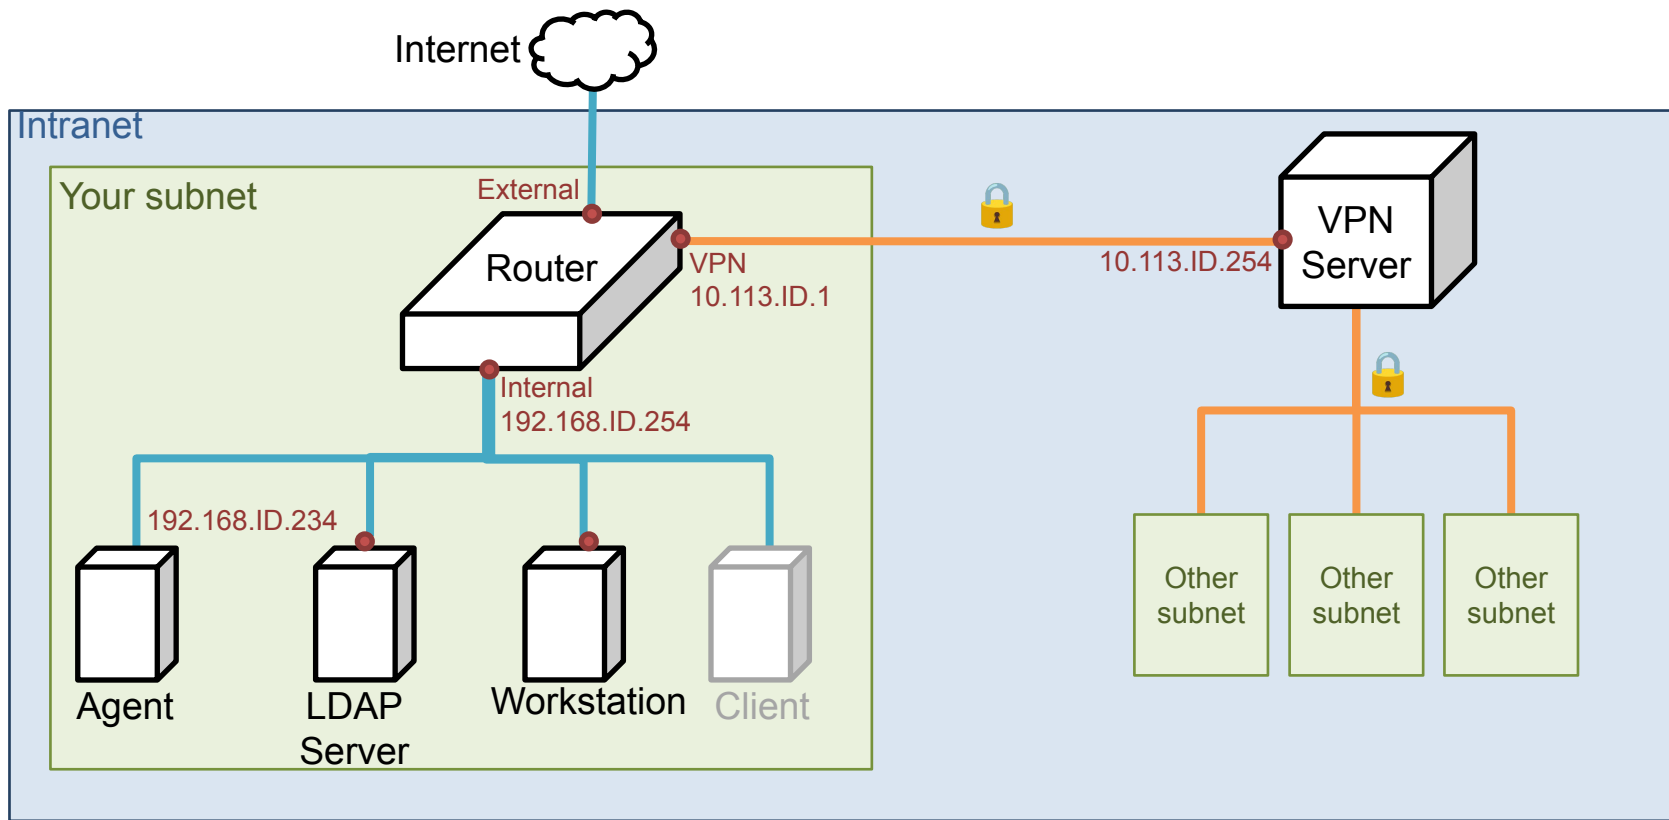 Internet
Intranet
Your subnet
External
Router
VPN
10.113.ID.1
10.113.ID.254
VPN
Server
Internal
192.168.ID.254
192.168.ID.234
Agent
LDAP
Server
Workstation
Client
Other
subnet
Other
subnet
Other
subnet